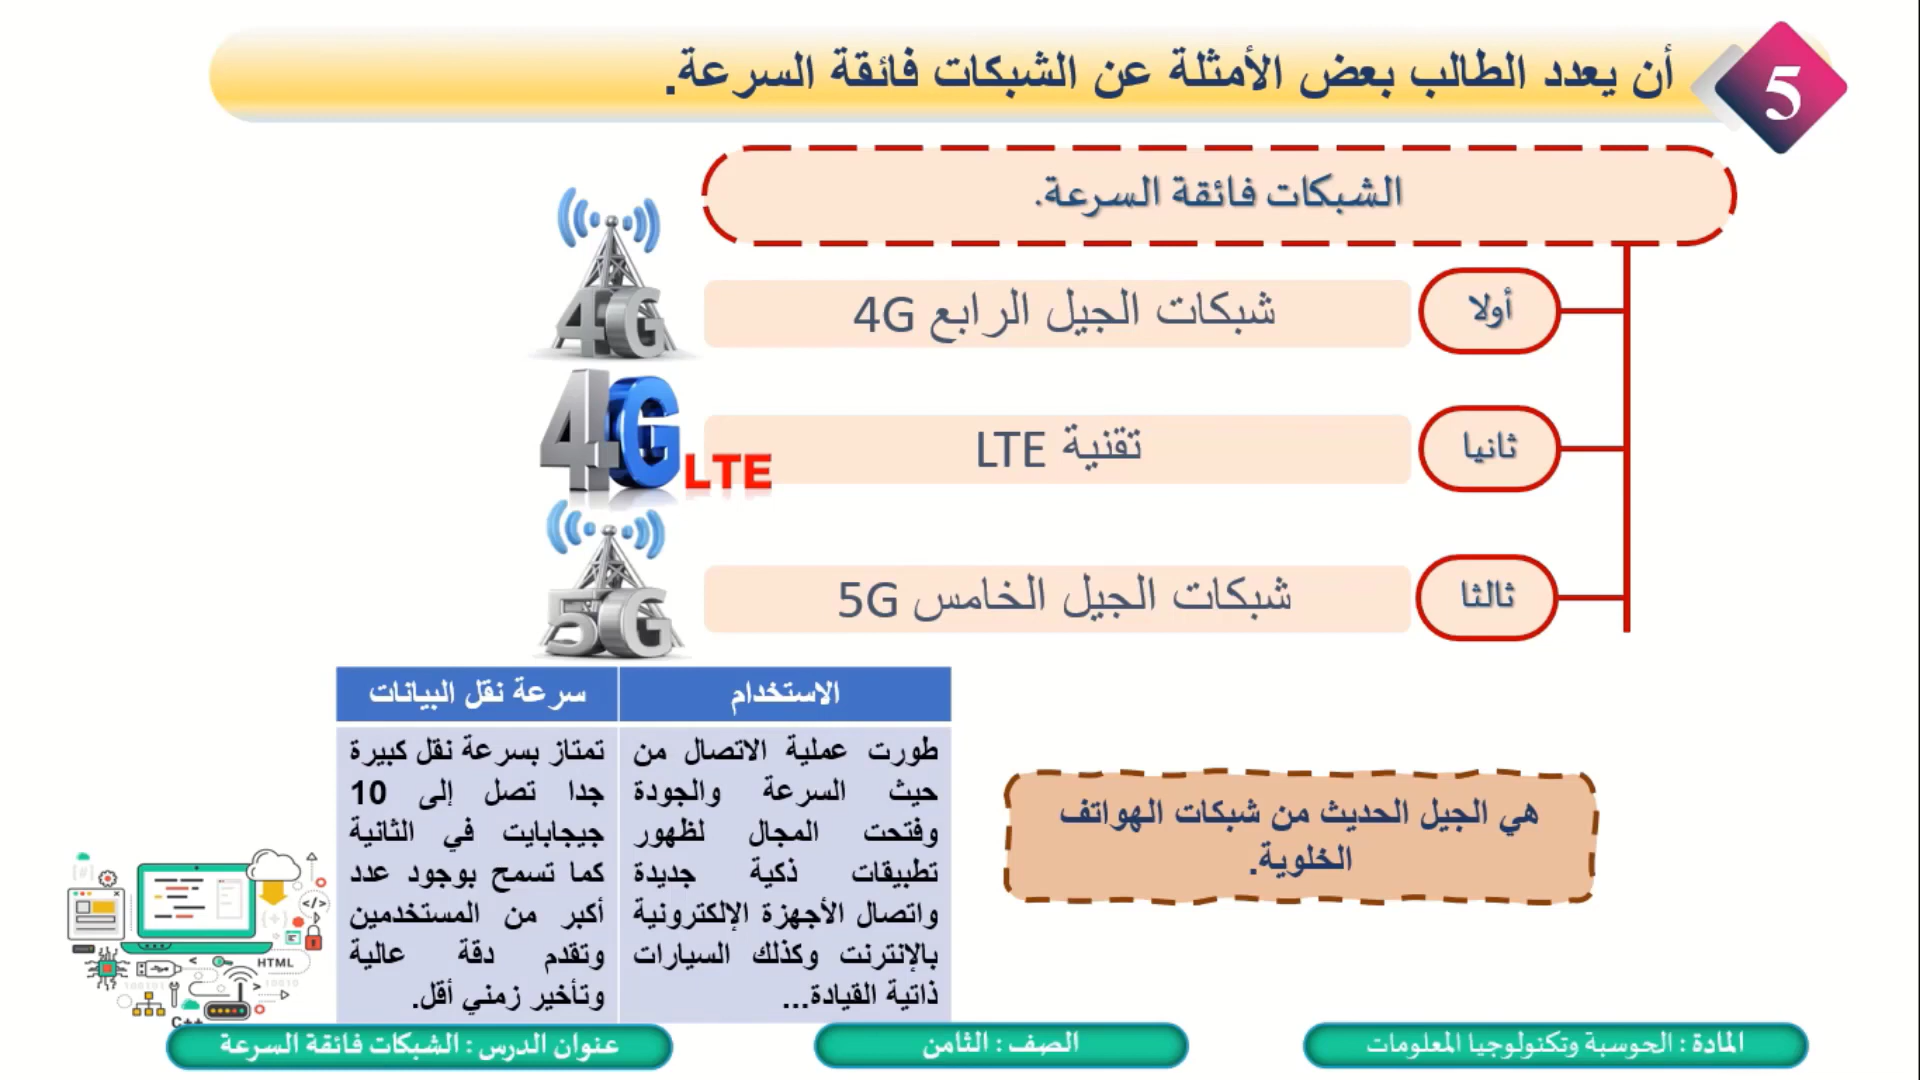 5
أن يعدد الطالب بعض الأمثلة عن الشبكات فائقة السرعة.
الشبكات فائقة السرعة.
أولا
شبكات الجيل الرابع 4G
4G
ثانيا
تقنية LTE
4G LTE
ثالثا
شبكات الجيل الخامس 5G
5G
هي الجيل الحديث من شبكات الهواتف
الخلوية.
الاستخدام
طورت عملية الاتصال من
حيث السرعة والجودة
وفتحت المجال لظهور
تطبيقات ذكية جديدة
واتصال الأجهزة الإلكترونية
بالإنترنت وكذلك السيارات
ذاتية القيادة...
سرعة نقل البيانات
تمتاز بسرعة نقل كبيرة
جدا تصل إلى 10
جيجابايت في الثانية
كما تسمح بوجود عدد
أكبر من المستخدمين
وتقدم دقة عالية
وتأخير زمني أقل.
</>
HTML
C++
المادة : الحوسبة وتكنولوجيا المعلومات
الصف : الثامن
عنوان الدرس : الشبكات فائقة السرعة